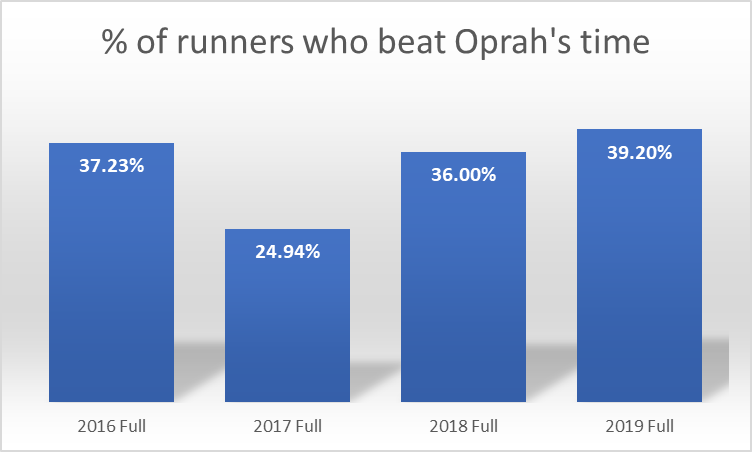 % of runners who beat Oprah's time
37.23%
24.94%
36.00%
39.20%
2016 Full
2017 Full
2018 Full
2019 Full